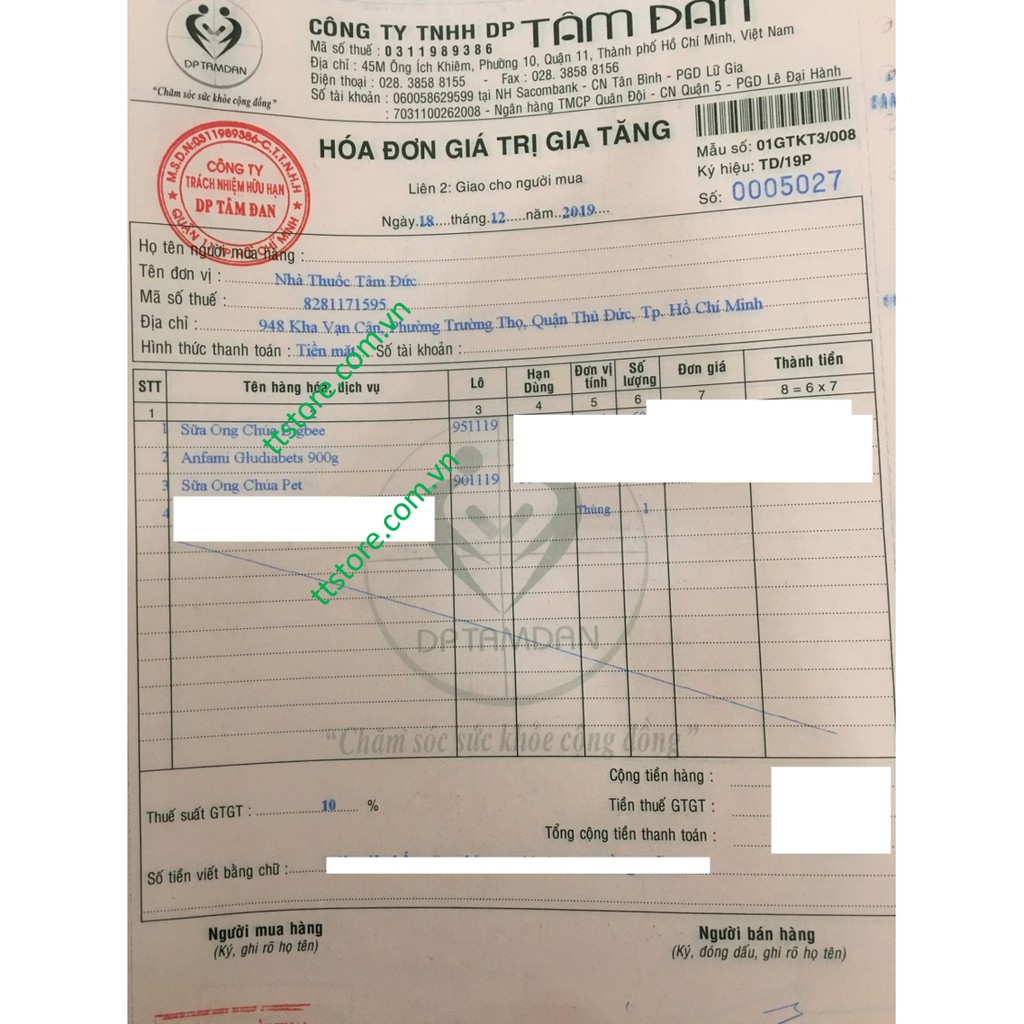 DPTAMDAN
"Chăm sóc sức khỏe cộng đồng"
CÔNG TY TNHH DP TÂM ĐAN
Mã số thuế : 0311989386
Địa chỉ : 45M Ông Ích Khiêm, Phường 10, Quận 11, Thành phố Hồ Chí Minh, Việt Nam
Điện thoại : 028. 3858 8155 - Fax : 028. 3858 8156
Số tài khoản : 060058629599 tại NH Sacombank - CN Tân Bình - PGD Lữ Gia
: 7031100262008 - Ngân hàng TMCP Quân Đội - CN Quận 5 - PGD Lê Đại Hành
M.S.D.N:0311989386-C.T.T.N.H.H
CÔNG TY
TRÁCH NHIỆM HỮU HẠN
DP TÂM ĐAN
HÓA ĐƠN GIÁ TRỊ GIA TĂNG
Liên 2: Giao cho người mua
Ngày 18 tháng 12 năm 2019
Mẫu số: 01GTKT3/008
Ký hiệu: TD/19P
Số: 0005027
Họ tên người mua hàng :
Tên đơn vị : Nhà Thuốc Tâm Đức
Mã số thuế : 8281171595
Địa chỉ : 948 Kha Vạn Cân, Phường Trường Thọ, Quận Thủ Đức, Tp. Hồ Chí Minh
Hình thức thanh toán : Tiền mặt Số tài khoản :
STT Tên hàng hóa, dịch vụ Lô Hạn Dùng Đơn vị tính Số lượng Đơn giá Thành tiền
1 3 4 5 6 7 8 = 6 x 7
1 Sữa Ong Chúa Bigbee 951119
2 Anfami Gludiabets 900g
3 Sữa Ong Chúa Pet 901119
4 Thùng 1
ttstore.com.vn
ttstore.com.vn
DPTAMDAN
"Chăm sóc sức khỏe cộng đồng"
Cộng tiền hàng :
Thuế suất GTGT : 10 % Tiền thuế GTGT :
Tổng cộng tiền thanh toán :
Số tiền viết bằng chữ :
Người mua hàng Người bán hàng
(Ký, ghi rõ họ tên) (Ký, đóng dấu, ghi rõ họ tên)